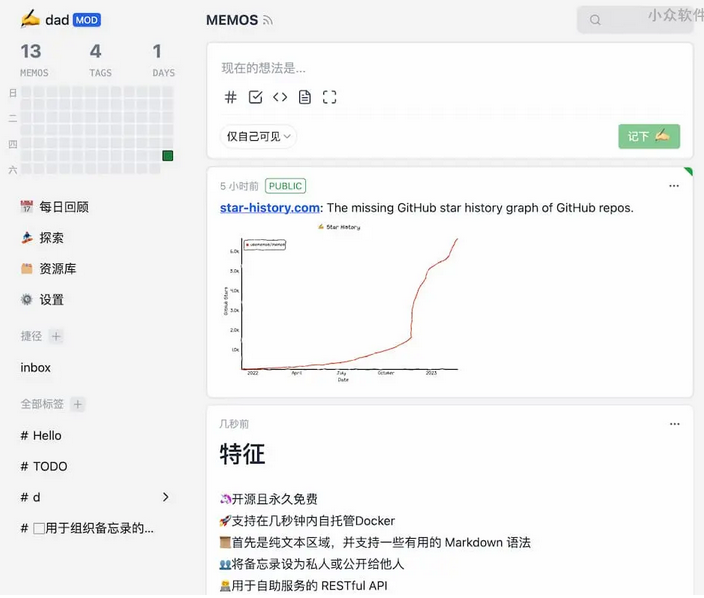 ✍️ dad MOD
13 4 1
MEMOS TAGS DAYS
日
二
四
六
📅 每日回顾
🏂 探索
🗂️ 资源库
⚙️ 设置
捷径 +
inbox
全部标签 +
# Hello
# TODO
# d
# 用于组织备忘录的...
MEMOS
小众软件
现在的想法是...
仅自己可见
记下 ✍️
5 小时前 PUBLIC
star-history.com: The missing GitHub star history graph of GitHub repos.
Star History
6.0k
5.0k
4.0k
3.0k
2.0k
1.0k
GitHub Stars
2022 April July October 2023
Date
几秒前
特征
🦄开源且永久免费
🚀支持在几秒钟内自托管Docker
📜首先是纯文本区域，并支持一些有用的 Markdown 语法
👥将备忘录设为私人或公开给他人
🧑‍💻用于自助服务的 RESTful API